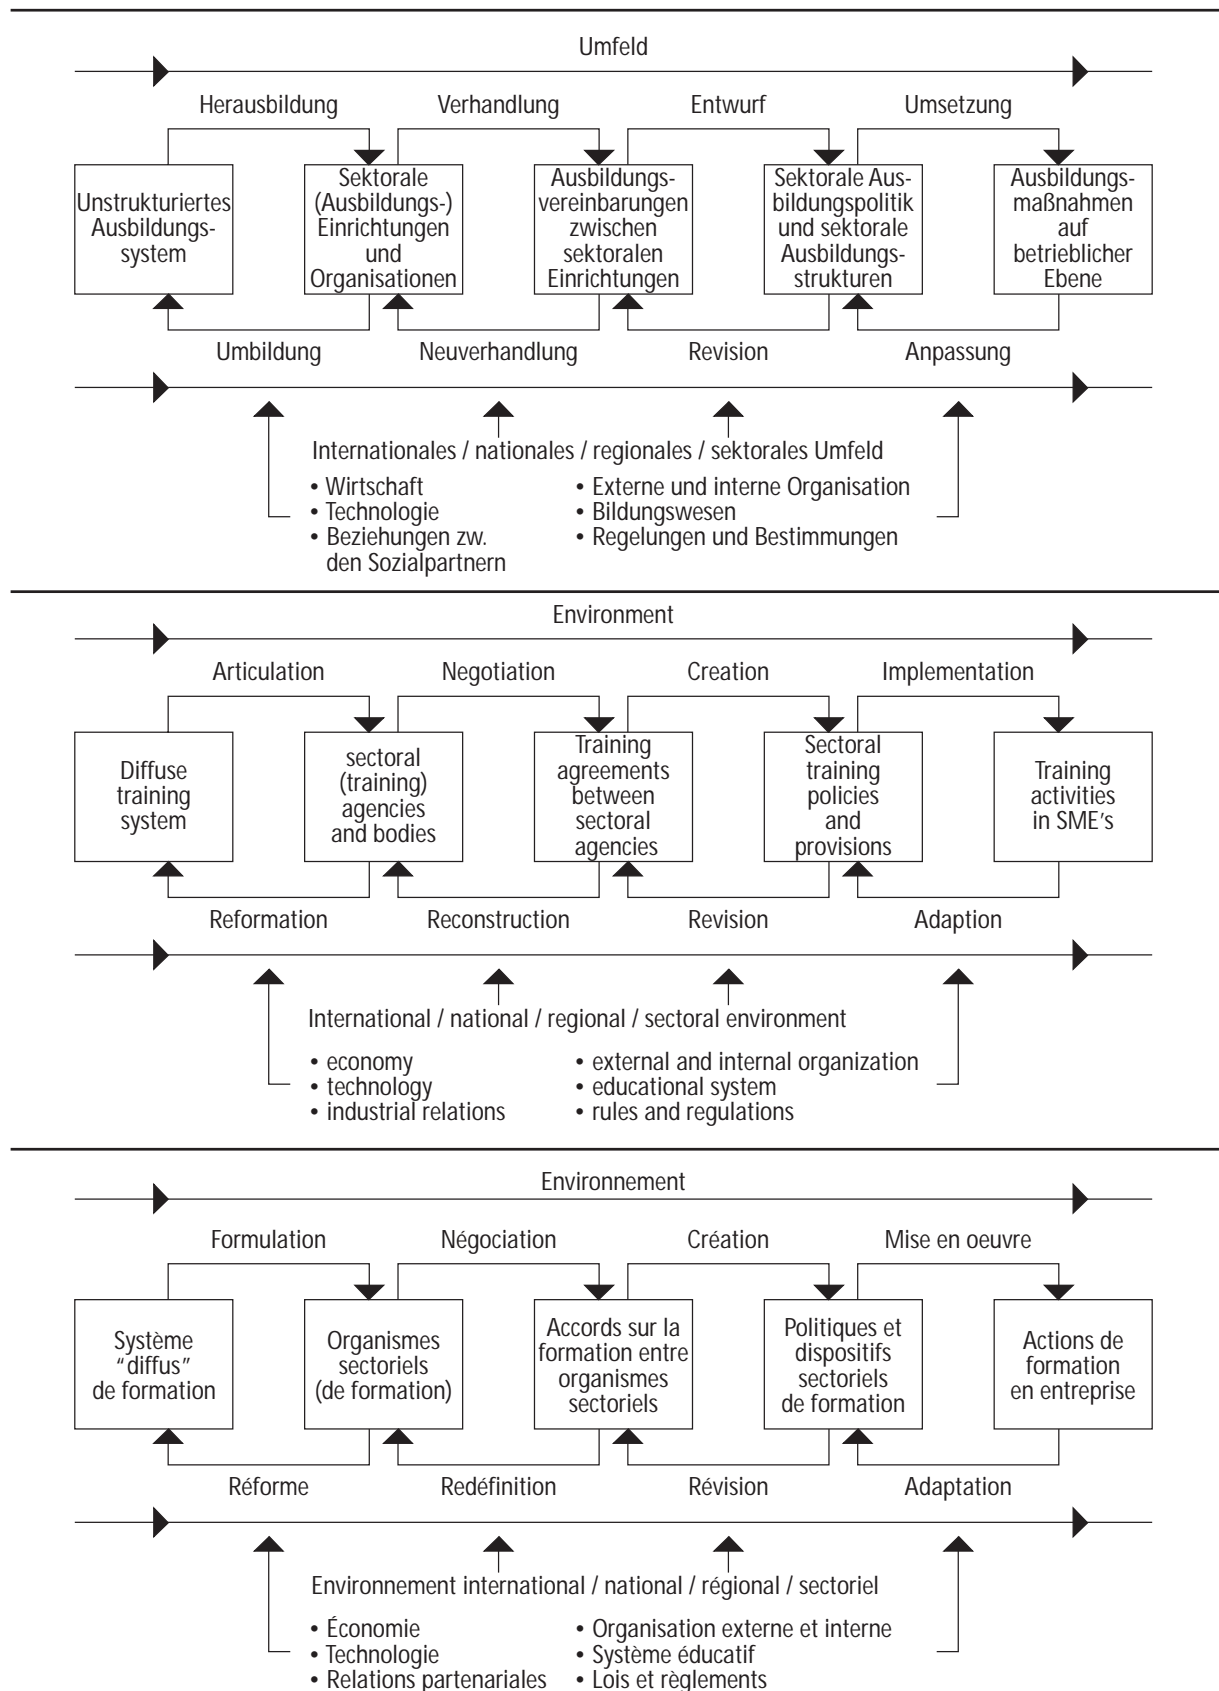 Umfeld
Herausbildung
Verhandlung
Entwurf
Umsetzung
Unstrukturiertes
Ausbildungs-
system
Sektorale
(Ausbildungs-)
Einrichtungen
und
Organisationen
Ausbildungs-
vereinbarungen
zwischen
sektoralen
Einrichtungen
Sektorale Aus-
bildungspolitik
und sektorale
Ausbildungs-
strukturen
Ausbildungs-
maßnahmen
auf
betrieblicher
Ebene
Umbildung
Neuverhandlung
Revision
Anpassung
Internationales / nationales / regionales / sektorales Umfeld
• Wirtschaft
• Technologie
• Beziehungen zw.
den Sozialpartnern
• Externe und interne Organisation
• Bildungswesen
• Regelungen und Bestimmungen
Environment
Articulation
Negotiation
Creation
Implementation
Diffuse
training
system
sectoral
(training)
agencies
and bodies
Training
agreements
between
sectoral
agencies
Sectoral
training
policies
and
provisions
Training
activities
in SME's
Reformation
Reconstruction
Revision
Adaption
International / national / regional / sectoral environment
• economy
• technology
• industrial relations
• external and internal organization
• educational system
• rules and regulations
Environnement
Formulation
Négociation
Création
Mise en oeuvre
Système
“diffus”
de formation
Organismes
sectoriels
(de formation)
Accords sur la
formation entre
organismes
sectoriels
Politiques et
dispositifs
sectoriels
de formation
Actions de
formation
en entreprise
Réforme
Redéfinition
Révision
Adaptation
Environnement international / national / régional / sectoriel
• Économie
• Technologie
• Relations partenariales
• Organisation externe et interne
• Système éducatif
• Lois et règlements